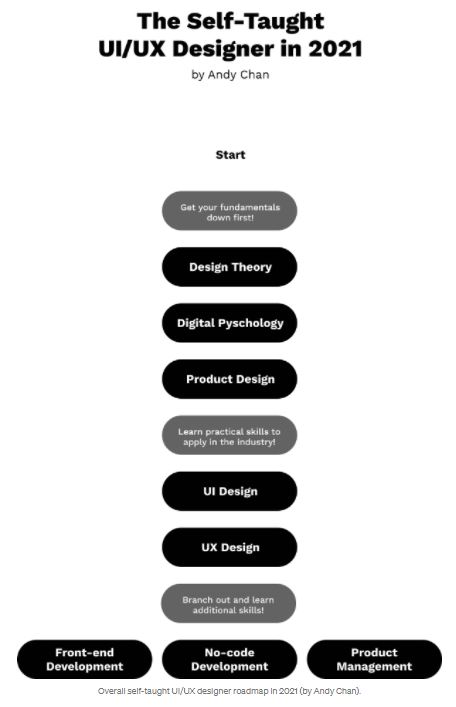 The Self-Taught
UI/UX Designer in 2021
by Andy Chan
Start
Get your fundamentals
down first!
Design Theory
Digital Pyschology
Product Design
Learn practical skills to
apply in the industry!
UI Design
UX Design
Branch out and learn
additional skills!
Front-end
Development
No-code
Development
Product
Management
Overall self-taught UI/UX designer roadmap in 2021 (by Andy Chan).